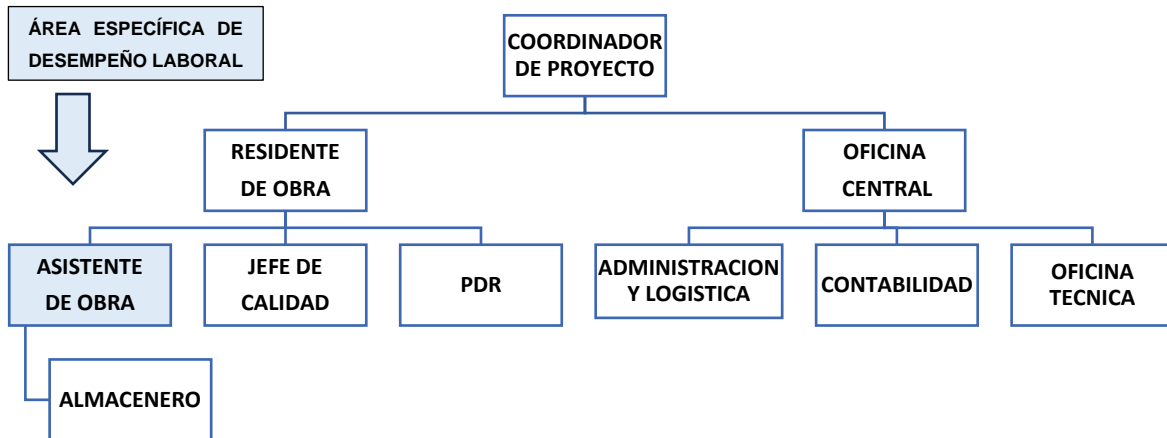 ÁREA ESPECÍFICA DE
DESEMPEÑO LABORAL
COORDINADOR
DE PROYECTO
RESIDENTE
DE OBRA
OFICINA
CENTRAL
ASISTENTE
DE OBRA
JEFE DE
CALIDAD
PDR
ADMINISTRACION
Y LOGISTICA
CONTABILIDAD
OFICINA
TECNICA
ALMACENERO